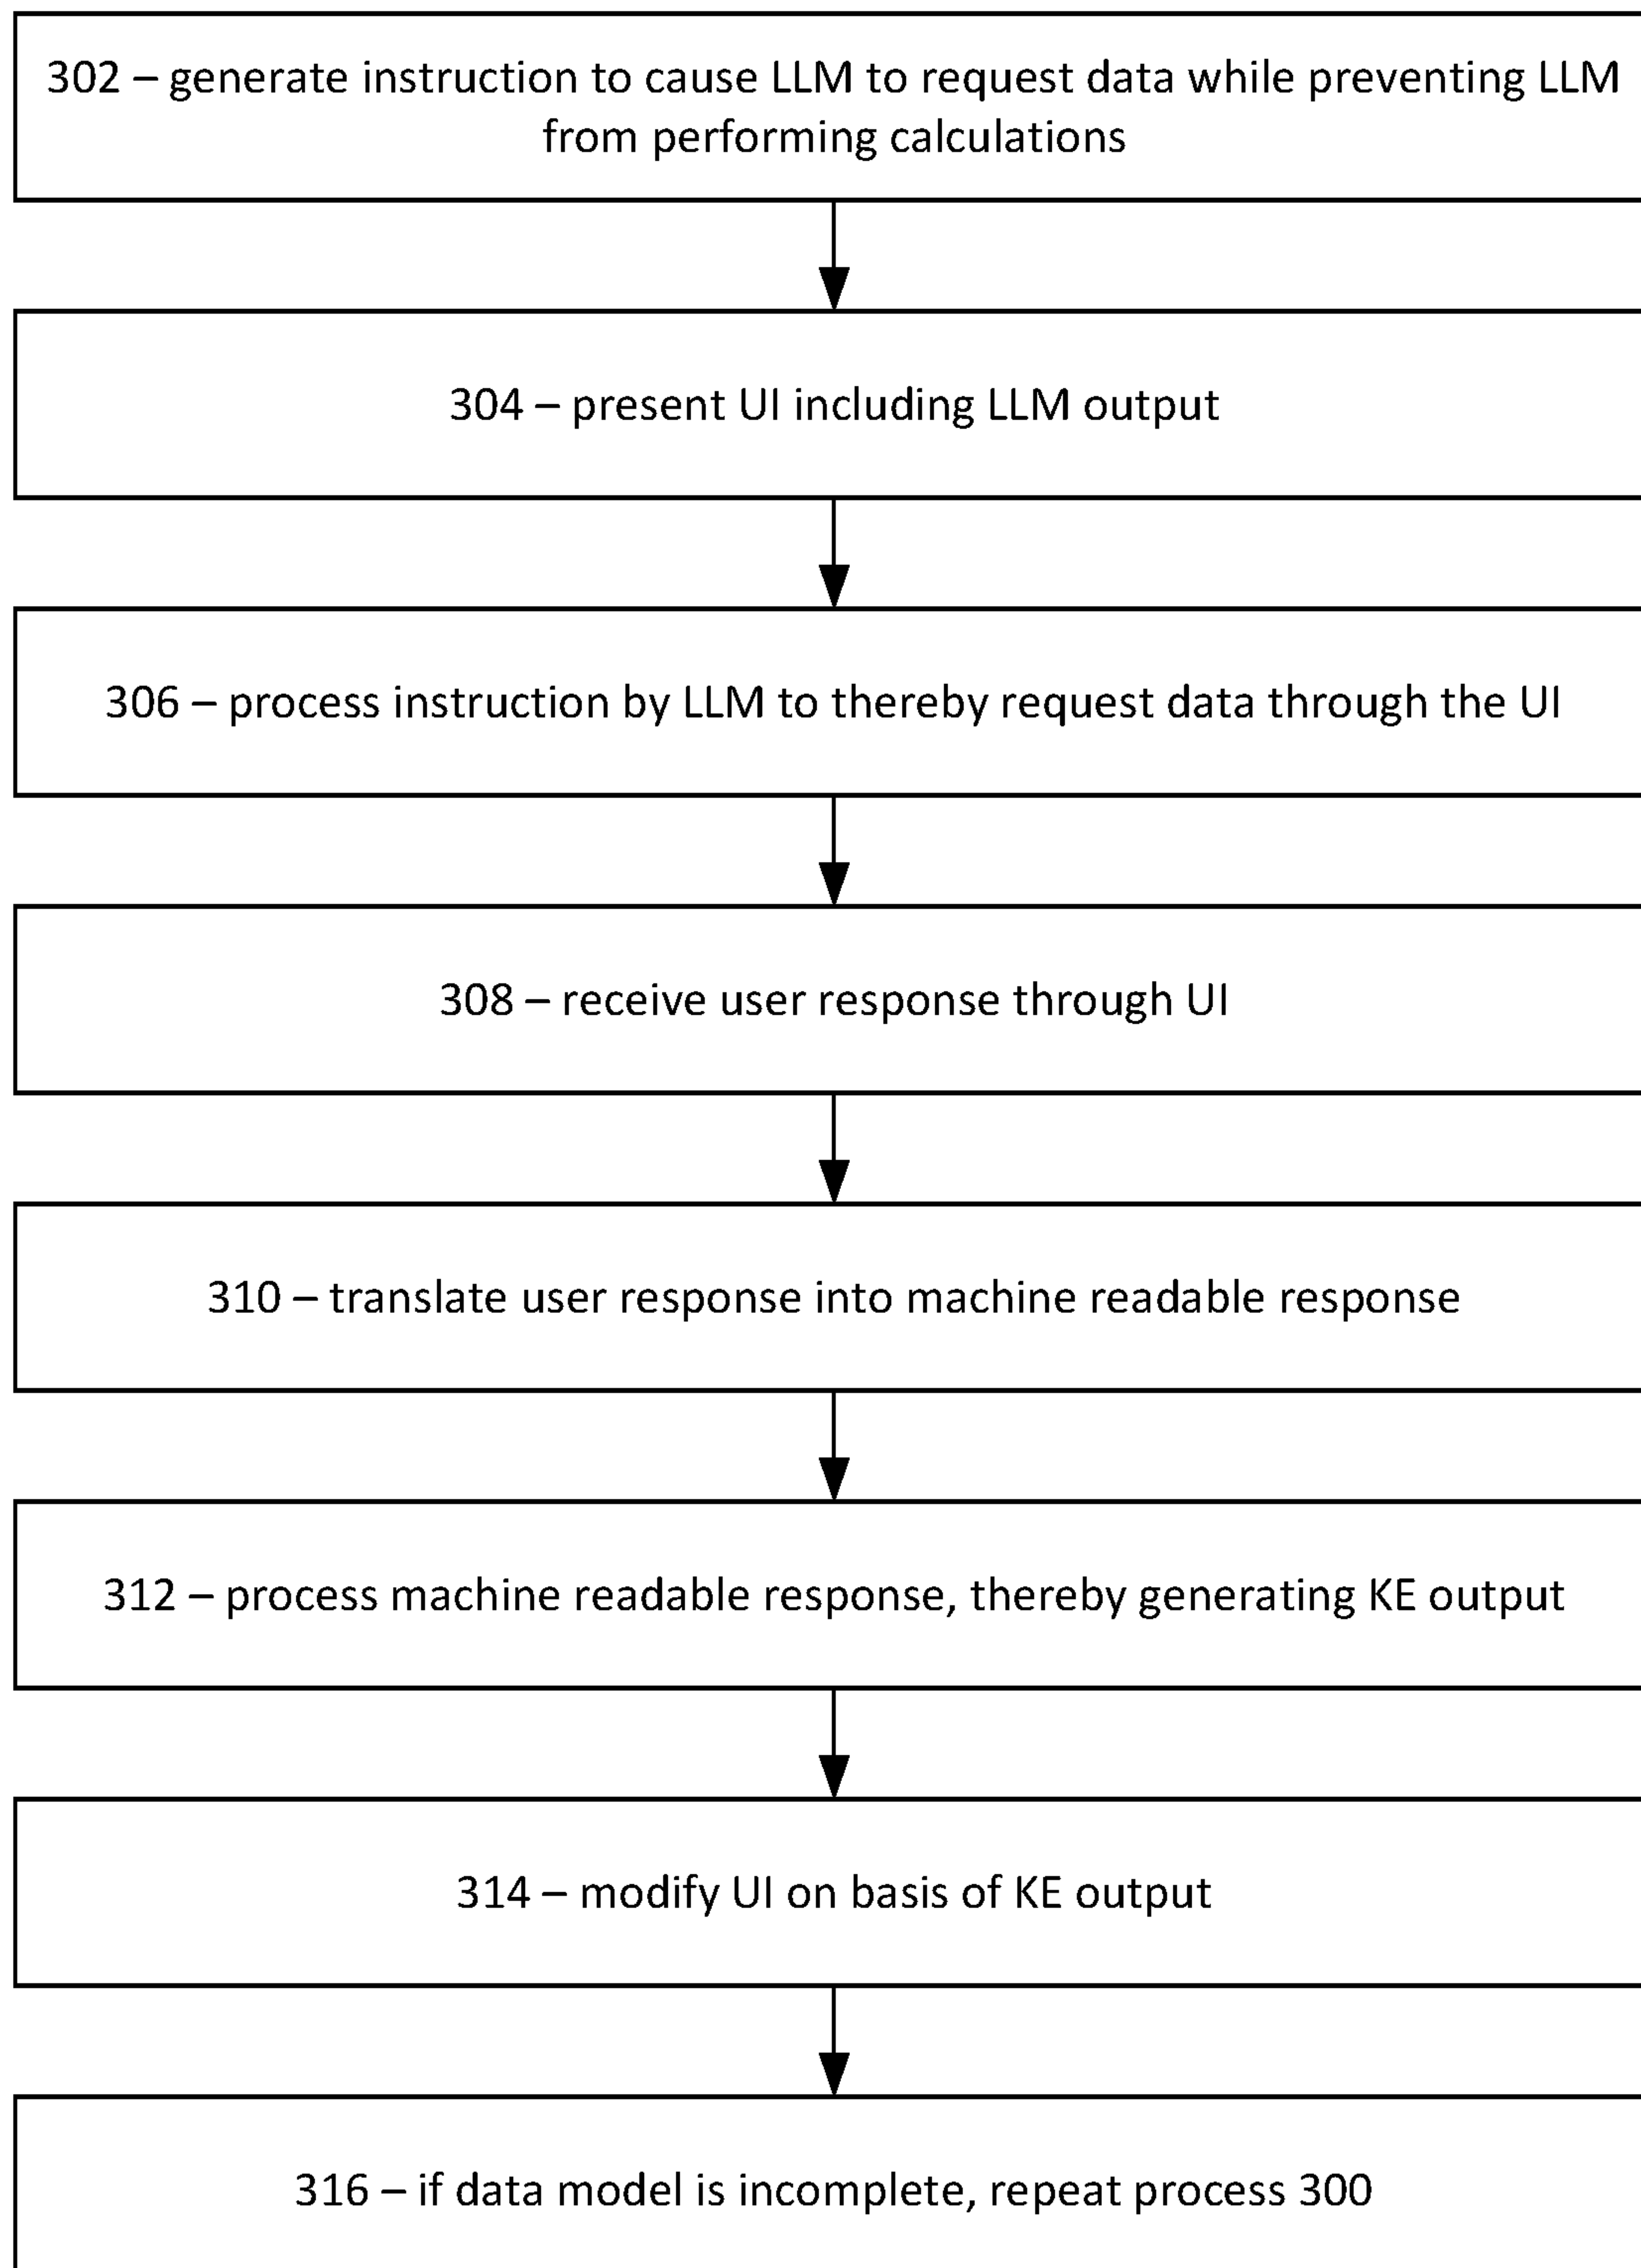 302 – generate instruction to cause LLM to request data while preventing LLM
from performing calculations
304 – present UI including LLM output
306 – process instruction by LLM to thereby request data through the UI
308 – receive user response through UI
310 – translate user response into machine readable response
312 – process machine readable response, thereby generating KE output
314 – modify UI on basis of KE output
316 – if data model is incomplete, repeat process 300